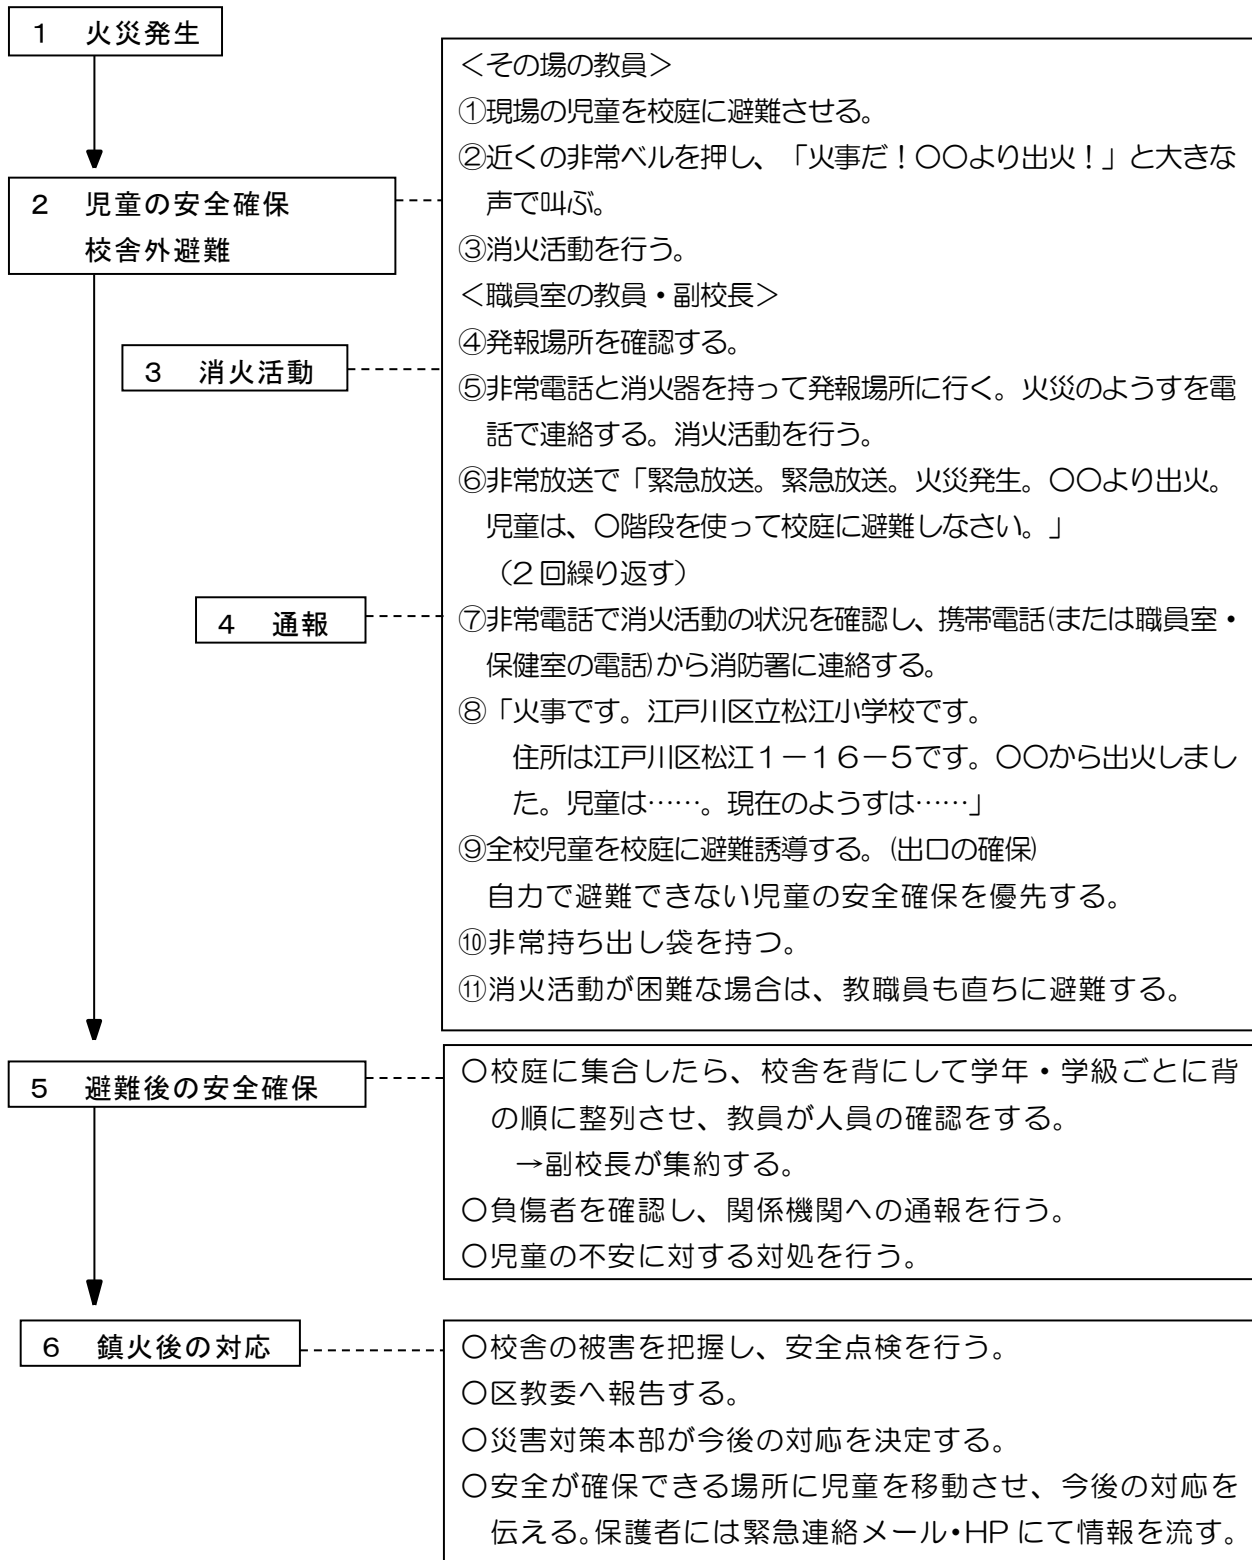 １　火災発生
２　児童の安全確保
校舎外避難
３　消火活動
４　通報
＜その場の教員＞
①現場の児童を校庭に避難させる。
②近くの非常ベルを押し、「火事だ！〇〇より出火！」と大きな
声で叫ぶ。
③消火活動を行う。
＜職員室の教員・副校長＞
④発報場所を確認する。
⑤非常電話と消火器を持って発報場所に行く。火災のようすを電
話で連絡する。消火活動を行う。
⑥非常放送で「緊急放送。緊急放送。火災発生。〇〇より出火。
児童は、〇階段を使って校庭に避難しなさい。」
（２回繰り返す）
⑦非常電話で消火活動の状況を確認し、携帯電話(または職員室・
保健室の電話)から消防署に連絡する。
⑧「火事です。江戸川区立松江小学校です。
住所は江戸川区松江１－１６－５です。〇〇から出火しまし
た。児童は……。現在のようすは……」
⑨全校児童を校庭に避難誘導する。(出口の確保)
自力で避難できない児童の安全確保を優先する。
⑩非常持ち出し袋を持つ。
⑪消火活動が困難な場合は、教職員も直ちに避難する。
５　避難後の安全確保
〇校庭に集合したら、校舎を背にして学年・学級ごとに背
の順に整列させ、教員が人員の確認をする。
→副校長が集約する。
〇負傷者を確認し、関係機関への通報を行う。
〇児童の不安に対する対処を行う。
６　鎮火後の対応
〇校舎の被害を把握し、安全点検を行う。
〇区教委へ報告する。
〇災害対策本部が今後の対応を決定する。
〇安全が確保できる場所に児童を移動させ、今後の対応を
伝える。保護者には緊急連絡メール・HP にて情報を流す。